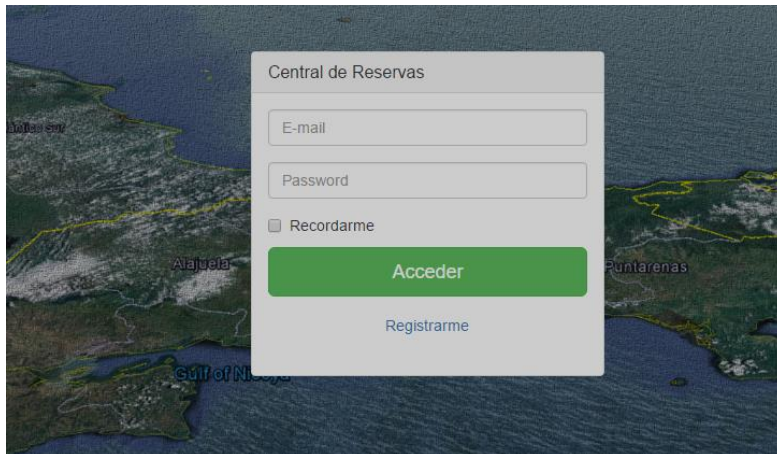 Central de Reservas
E-mail
Password
Recordarme
Acceder
Registrarme
Alajuela
Puntarenas
Gulf of Nicoya